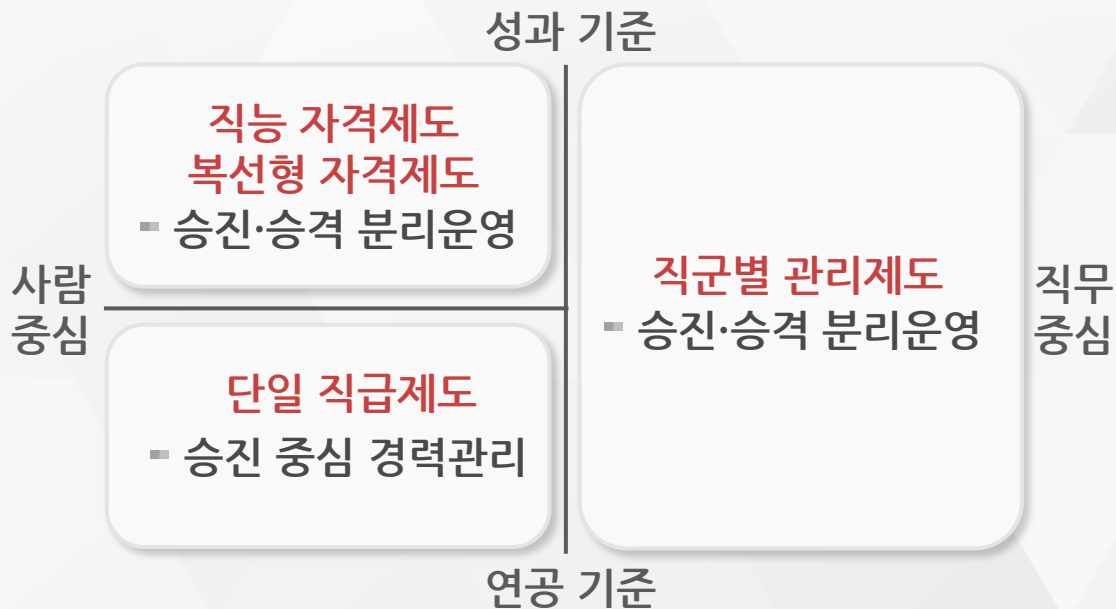 성과 기준
직능 자격제도
복선형 자격제도
승진·승격 분리운영
사람
중심
단일 직급제도
승진 중심 경력관리
직군별 관리제도
승진·승격 분리운영
직무
중심
연공 기준